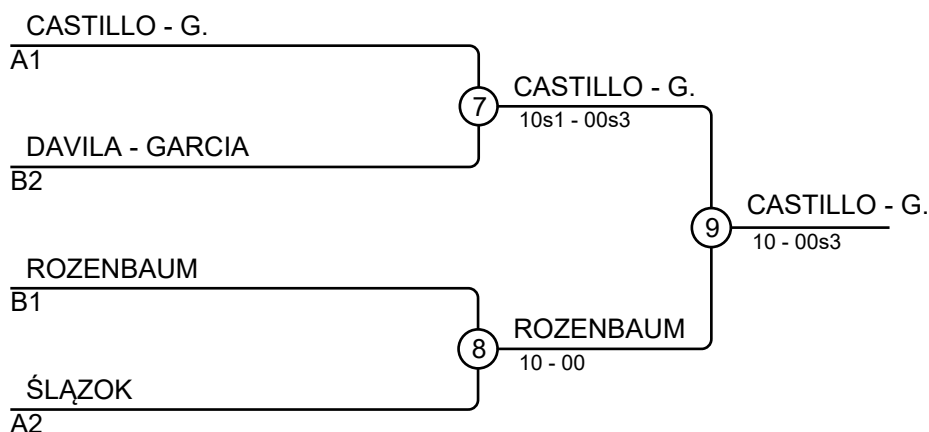 CASTILLO - G.
A1
7
CASTILLO - G.
10s1 - 00s3
DAVILA - GARCIA
B2
9
CASTILLO - G.
10 - 00s3
ROZENBAUM
B1
8
ROZENBAUM
10 - 00
ŚLĄZOK
A2